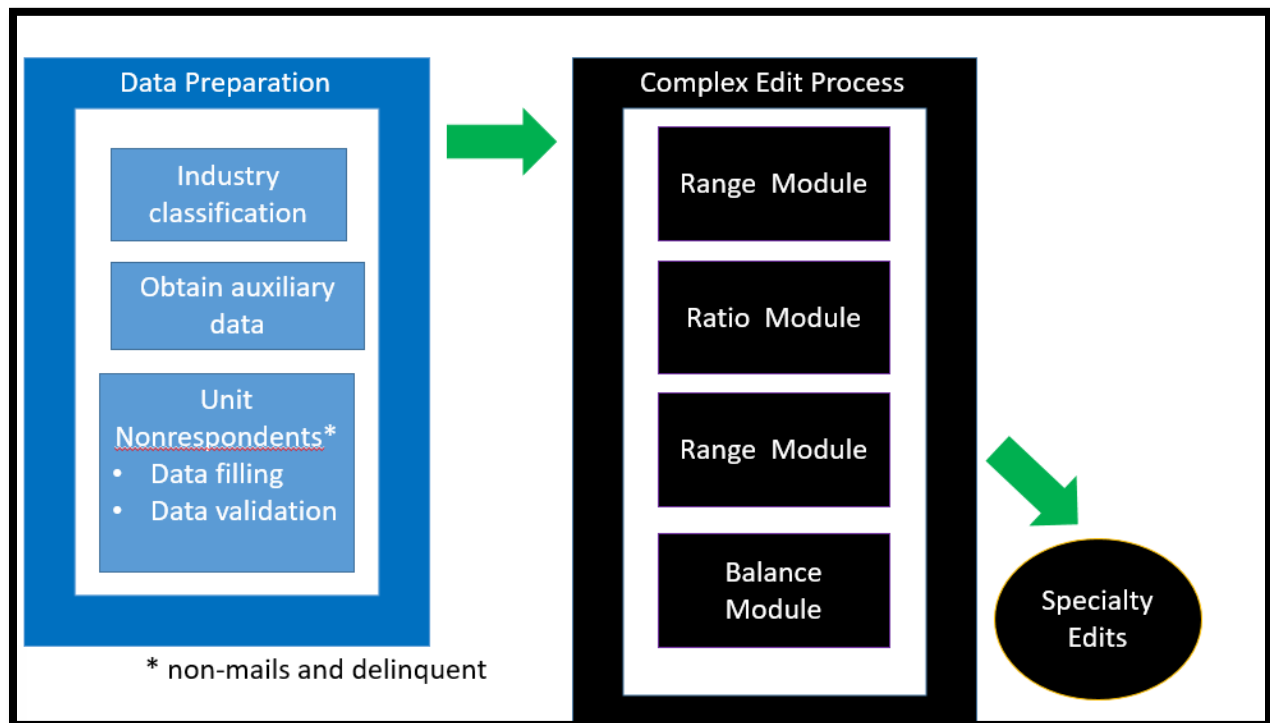 Data Preparation
Industry
classification
Obtain auxiliary
data
Unit
Nonrespondents*
• Data filling
• Data validation
* non-mails and delinquent
Complex Edit Process
Range Module
Ratio Module
Range Module
Balance
Module
Specialty
Edits